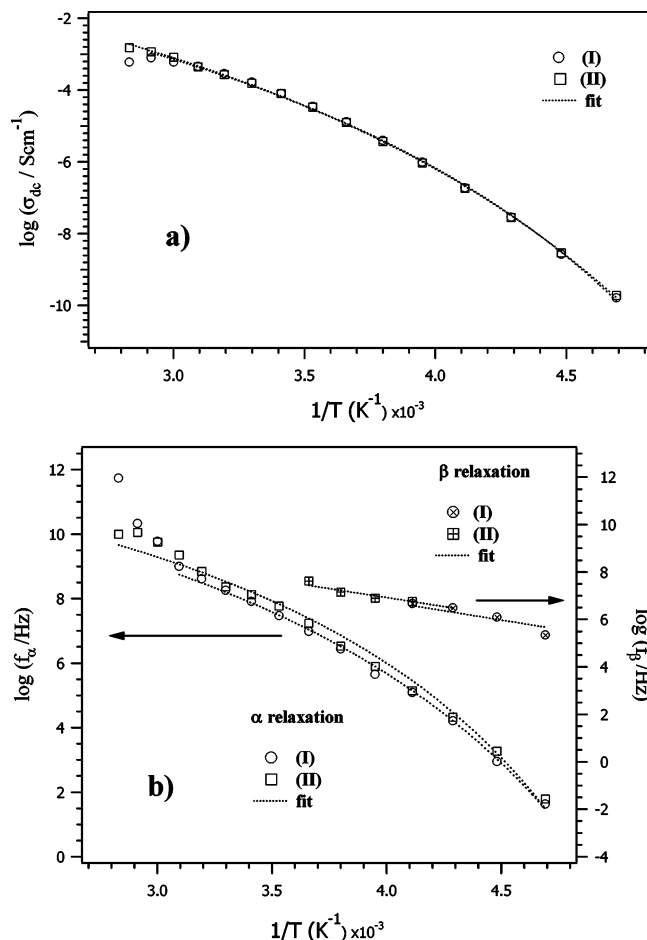 -2
-4
-6
-8
-10
log (σdc / Scm-1)
(I)
(II)
fit
a)
3.0 3.5 4.0 4.5
1/T (K-1) ×10-3
12
10
8
6
4
2
0
log (fα/Hz)
β relaxation
(I)
(II)
fit
α relaxation
(I)
(II)
fit
b)
12
10
8
6
4
2
0
-2
-4
log (fβ/Hz)
3.0 3.5 4.0 4.5
1/T (K-1) ×10-3